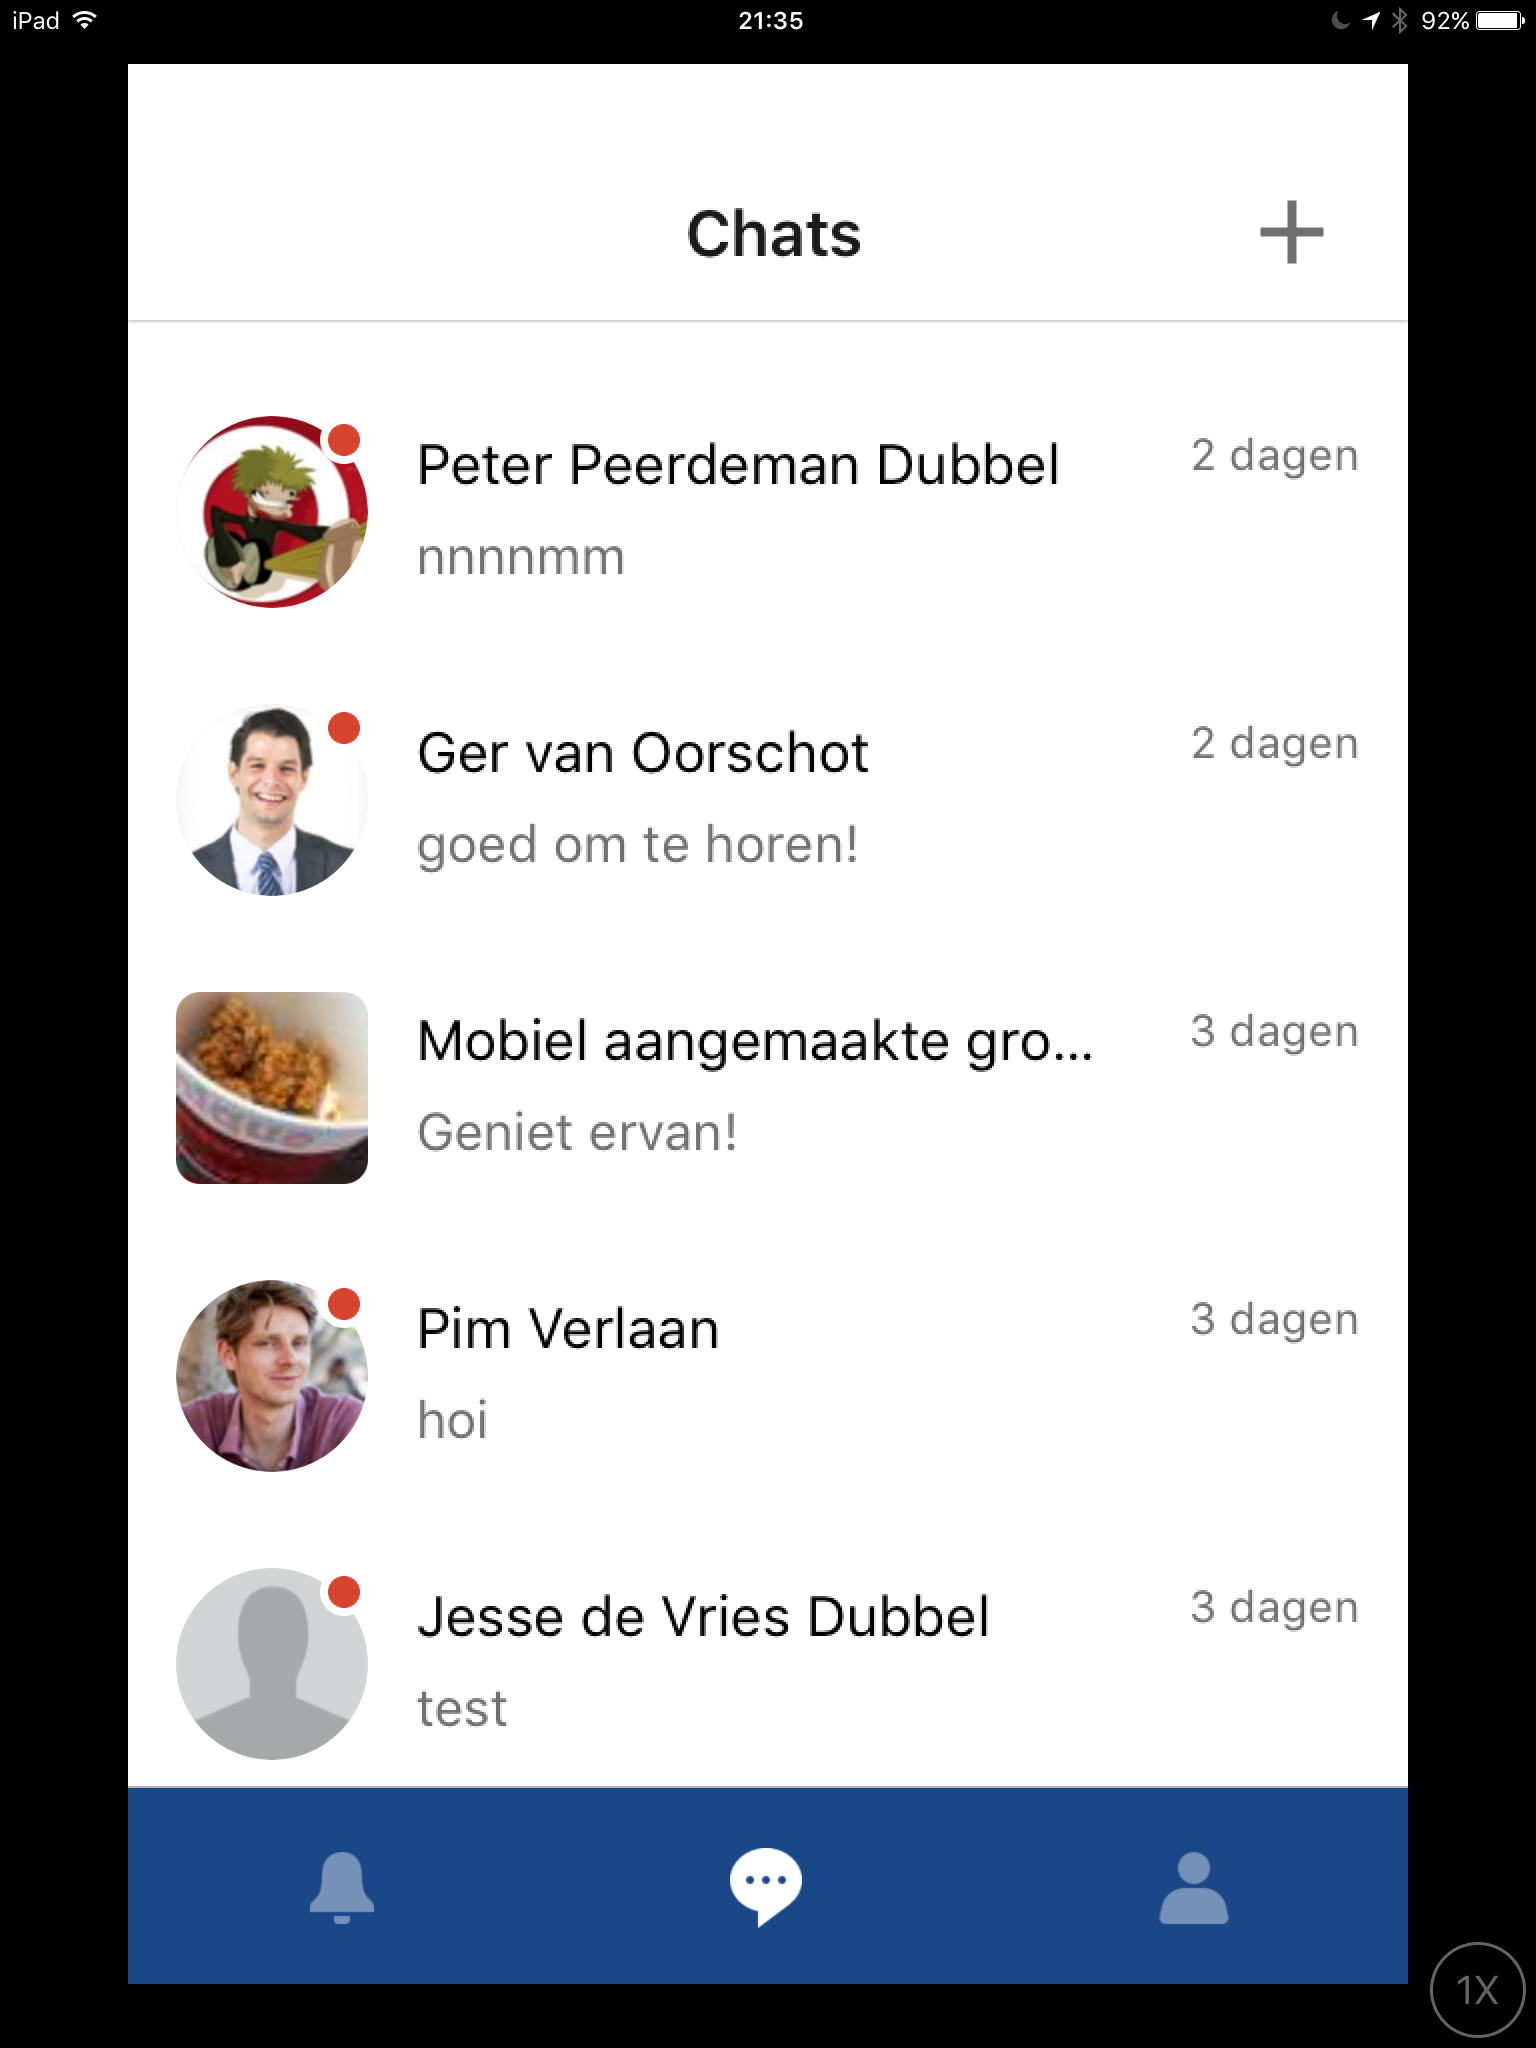 iPad 21:35 92%
Chats
Peter Peerdeman Dubbel 2 dagen
nnnnmm
Ger van Oorschot 2 dagen
goed om te horen!
Mobiel aangemaakte gro... 3 dagen
Geniet ervan!
Pim Verlaan 3 dagen
hoi
Jesse de Vries Dubbel 3 dagen
test
1X